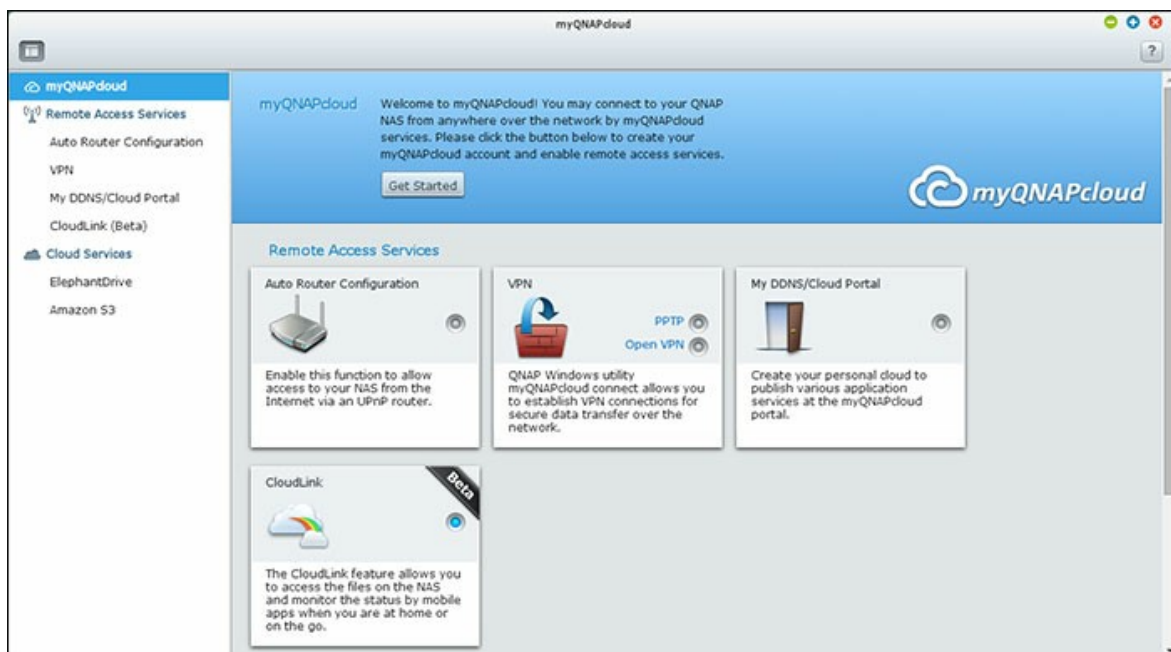 myQNAPcloud
?
myQNAPcloud
Remote Access Services
Auto Router Configuration
VPN
My DDNS/Cloud Portal
CloudLink (Beta)
Cloud Services
ElephantDrive
Amazon S3
myQNAPcloud
Welcome to myQNAPcloud! You may connect to your QNAP
NAS from anywhere over the network by myQNAPcloud
services. Please click the button below to create your
myQNAPcloud account and enable remote access services.
Get Started
myQNAPcloud
Remote Access Services
Auto Router Configuration
Enable this function to allow
access to your NAS from the
Internet via an UPnP router.
VPN
PPTP
Open VPN
QNAP Windows utility
myQNAPcloud connect allows you
to establish VPN connections for
secure data transfer over the
network.
My DDNS/Cloud Portal
Create your personal cloud to
publish various application
services at the myQNAPcloud
portal.
CloudLink
Beta
The CloudLink feature allows you
to access the files on the NAS
and monitor the status by mobile
apps when you are at home or
on the go.